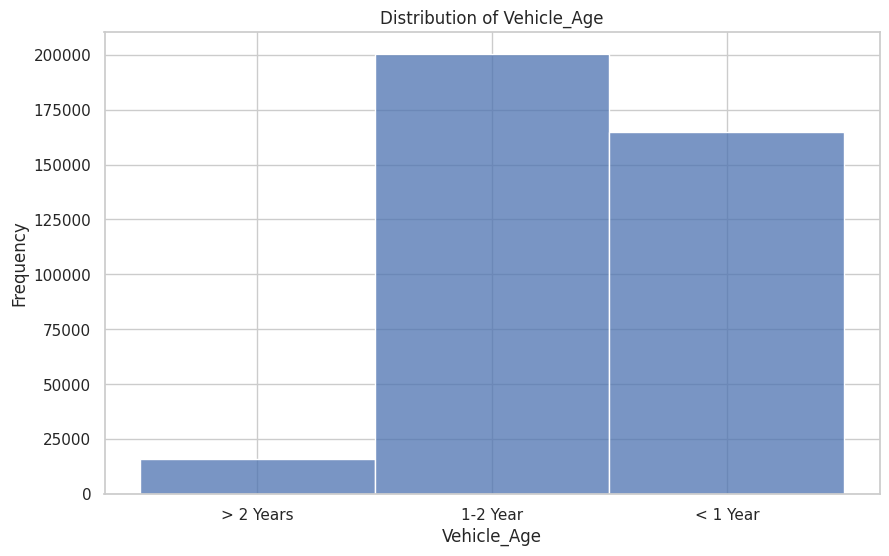 Distribution of Vehicle_Age
200000
175000
150000
125000
100000
75000
50000
25000
0
Frequency
> 2 Years
1-2 Year
< 1 Year
Vehicle_Age